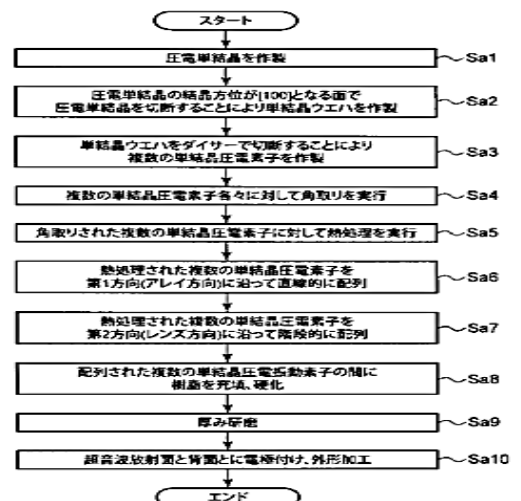 スタート
圧電単結晶を作製
Sa1
圧電単結晶の結晶方位が[100]となる面で
圧電単結晶を切断することにより単結晶ウエハを作製
Sa2
単結晶ウエハをダイサーで切断することにより
複数の単結晶圧電素子を作製
Sa3
複数の単結晶圧電素子各々に対して角取りを実行
Sa4
角取りされた複数の単結晶圧電素子に対して熱処理を実行
Sa5
熱処理された複数の単結晶圧電素子を
第1方向(アレイ方向)に沿って直線的に配列
Sa6
熱処理された複数の単結晶圧電素子を
第2方向(レンズ方向)に沿って階段的に配列
Sa7
配列された複数の単結晶圧電振動素子の間に
樹脂を充填、硬化
Sa8
厚み研磨
Sa9
超音波放射面と背面とに電極付け、外形加工
Sa10
エンド